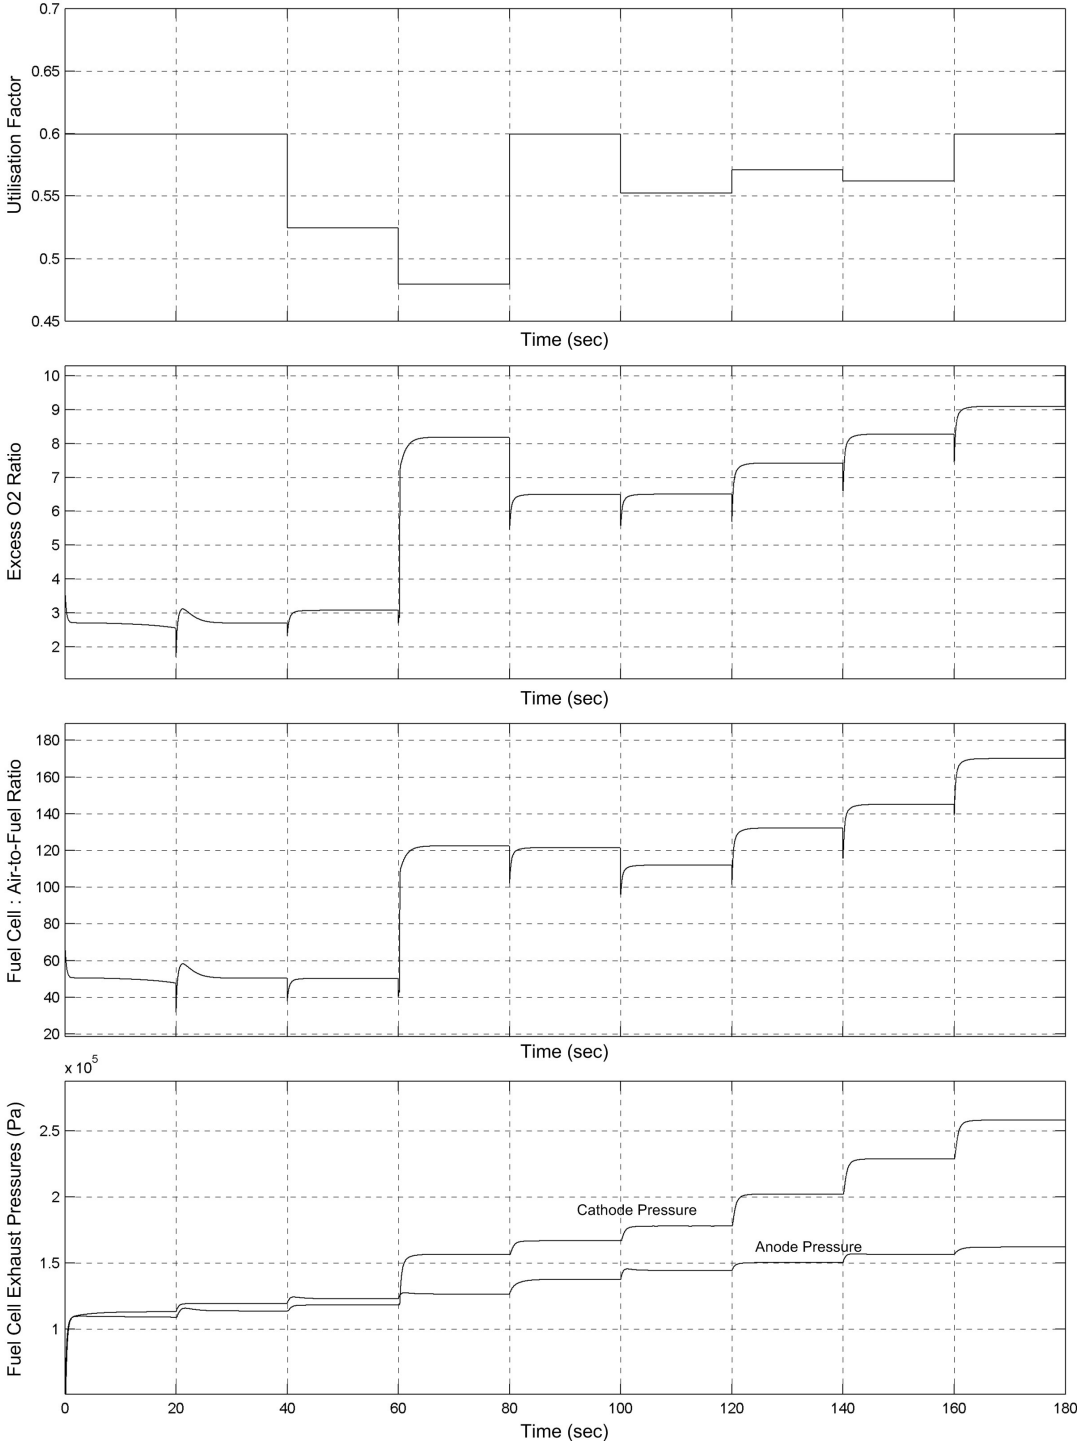 0.7
0.65
0.6
0.55
0.5
0.45
Utilisation Factor
Time (sec)
10
9
8
7
6
5
4
3
2
Excess O2 Ratio
Time (sec)
180
160
140
120
100
80
60
40
20
Fuel Cell : Air-to-Fuel Ratio
Time (sec)
x 10^5
2.5
2
1.5
1
Fuel Cell Exhaust Pressures (Pa)
Cathode Pressure
Anode Pressure
0 20 40 60 80 100 120 140 160 180
Time (sec)